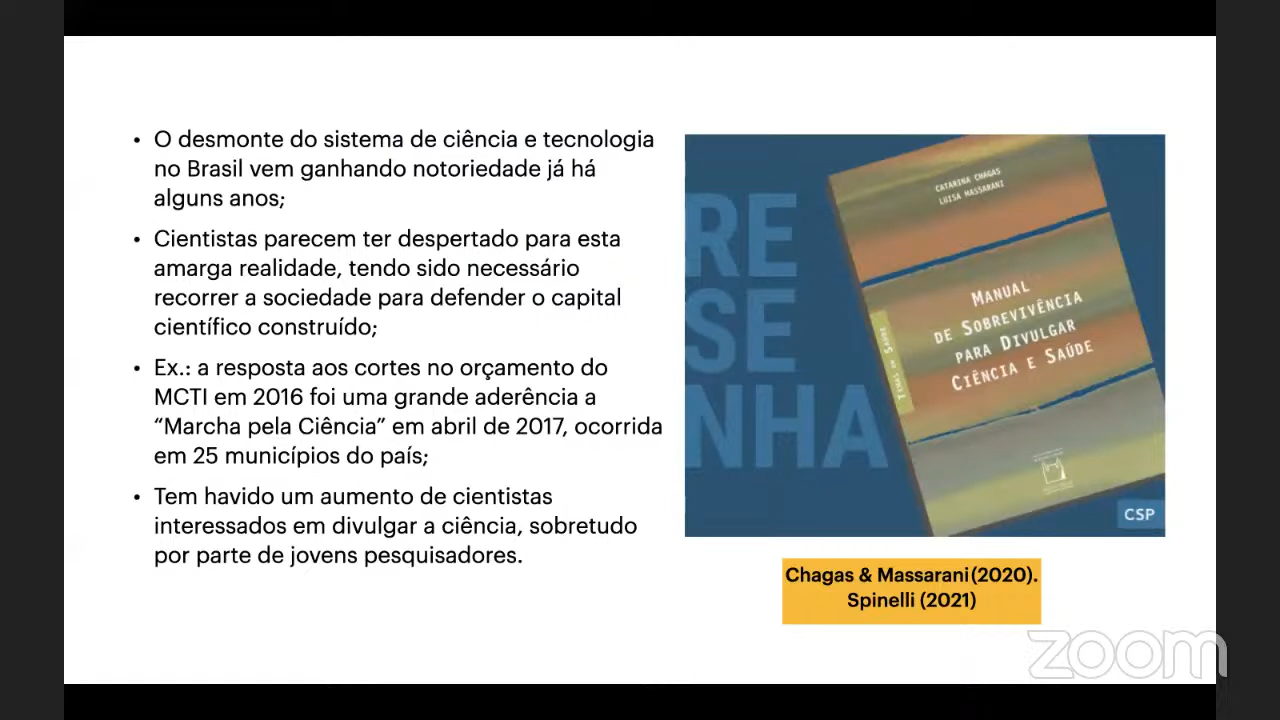 • O desmonte do sistema de ciência e tecnologia
no Brasil vem ganhando notoriedade já há
alguns anos;
• Cientistas parecem ter despertado para esta
amarga realidade, tendo sido necessário
recorrer a sociedade para defender o capital
científico construído;
• Ex.: a resposta aos cortes no orçamento do
MCTI em 2016 foi uma grande aderência a
“Marcha pela Ciência” em abril de 2017, ocorrida
em 25 municípios do país;
• Tem havido um aumento de cientistas
interessados em divulgar a ciência, sobretudo
por parte de jovens pesquisadores.
RE
SE
NHA
CATARINA CHAGAS
LUISA MASSARANI
MANUAL
DE SOBREVIVÊNCIA
PARA DIVULGAR
CIÊNCIA E SAÚDE
TEMAS EM SAÚDE
CSP
Chagas & Massarani (2020).
Spinelli (2021)
zoom